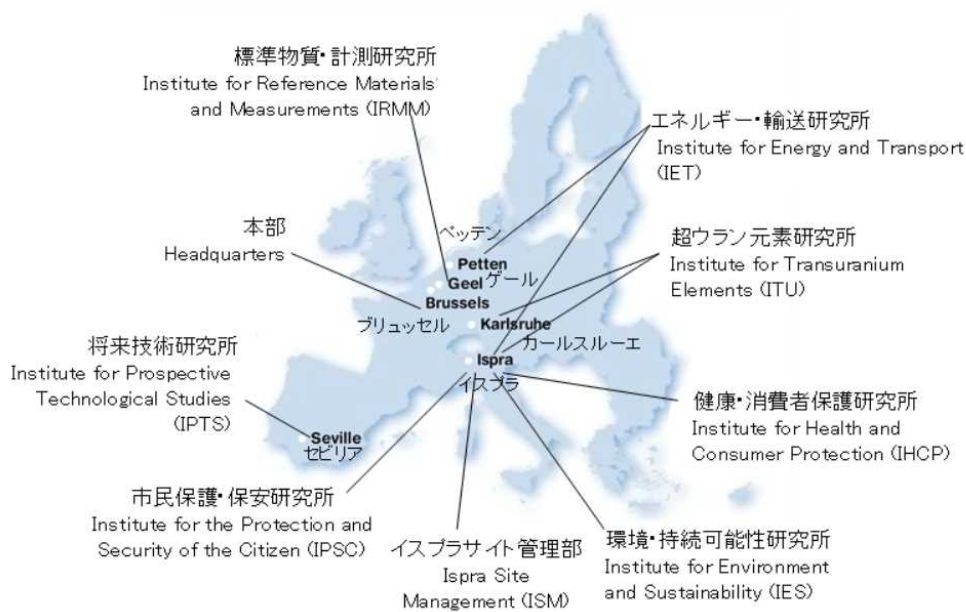 標準物質・計測研究所
Institute for Reference Materials
and Measurements (IRMM)
エネルギー・輸送研究所
Institute for Energy and Transport
(IET)
本部
Headquarters
ペッテン
Petten
ゲール
Geel
Brussels
ブリュッセル
超ウラン元素研究所
Institute for Transuranium
Elements (ITU)
Karlsruhe
カールスルーエ
将来技術研究所
Institute for Prospective
Technological Studies
(IPTS)
Ispra
イスプラ
Seville
セビリア
健康・消費者保護研究所
Institute for Health and
Consumer Protection (IHCP)
市民保護・保安研究所
Institute for the Protection and
Security of the Citizen (IPSC)
イスプラサイト管理部
Ispra Site
Management (ISM)
環境・持続可能性研究所
Institute for Environment
and Sustainability (IES)